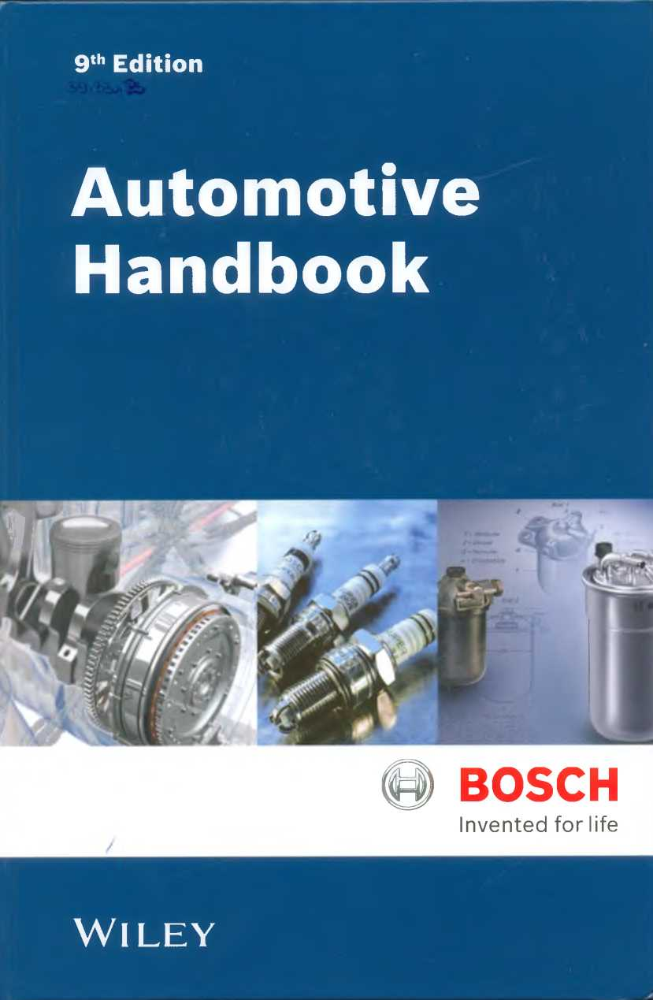 9th Edition
Automotive
Handbook
BOSCH
Invented for life
WILEY